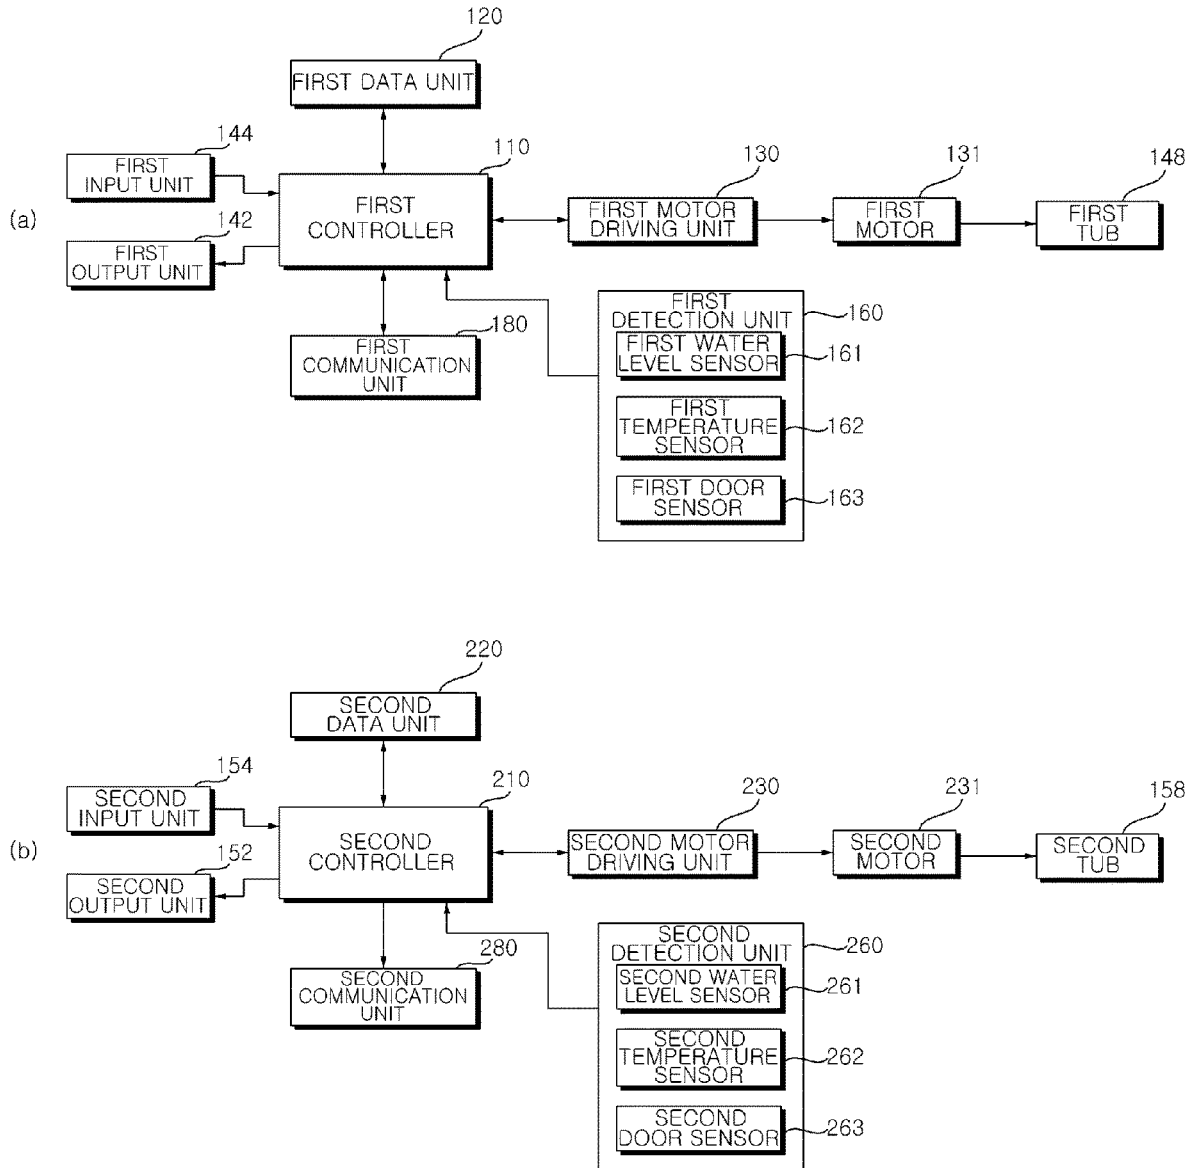 120
FIRST DATA UNIT
144
FIRST
INPUT UNIT
110
130
131
148
(a)
FIRST
CONTROLLER
FIRST MOTOR
DRIVING UNIT
FIRST
MOTOR
FIRST
TUB
142
FIRST
OUTPUT UNIT
180
FIRST
COMMUNICATION
UNIT
FIRST
DETECTION UNIT
160
FIRST WATER
LEVEL SENSOR
161
FIRST
TEMPERATURE
SENSOR
162
FIRST DOOR
SENSOR
163
220
SECOND
DATA UNIT
154
SECOND
INPUT UNIT
210
230
231
158
(b)
SECOND
CONTROLLER
SECOND MOTOR
DRIVING UNIT
SECOND
MOTOR
SECOND
TUB
152
SECOND
OUTPUT UNIT
280
SECOND
COMMUNICATION
UNIT
SECOND
DETECTION UNIT
260
SECOND WATER
LEVEL SENSOR
261
SECOND
TEMPERATURE
SENSOR
262
SECOND
DOOR SENSOR
263